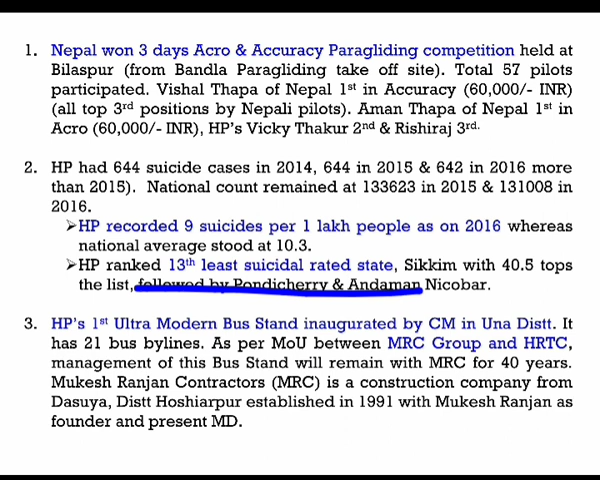 1. Nepal won 3 days Acro & Accuracy Paragliding competition held at
Bilaspur (from Bandla Paragliding take off site). Total 57 pilots
participated. Vishal Thapa of Nepal 1st in Accuracy (60,000/- INR)
(all top 3rd positions by Nepali pilots). Aman Thapa of Nepal 1st in
Acro (60,000/- INR), HP's Vicky Thakur 2nd & Rishiraj 3rd.
2. HP had 644 suicide cases in 2014, 644 in 2015 & 642 in 2016 more
than 2015). National count remained at 133623 in 2015 & 131008 in
2016.
➢HP recorded 9 suicides per 1 lakh people as on 2016 whereas
national average stood at 10.3.
➢HP ranked 13th least suicidal rated state, Sikkim with 40.5 tops
the list, followed by Pondicherry & Andaman Nicobar.
3. HP's 1st Ultra Modern Bus Stand inaugurated by CM in Una Distt. It
has 21 bus bylines. As per MoU between MRC Group and HRTC,
management of this Bus Stand will remain with MRC for 40 years.
Mukesh Ranjan Contractors (MRC) is a construction company from
Dasuya, Distt Hoshiarpur established in 1991 with Mukesh Ranjan as
founder and present MD.